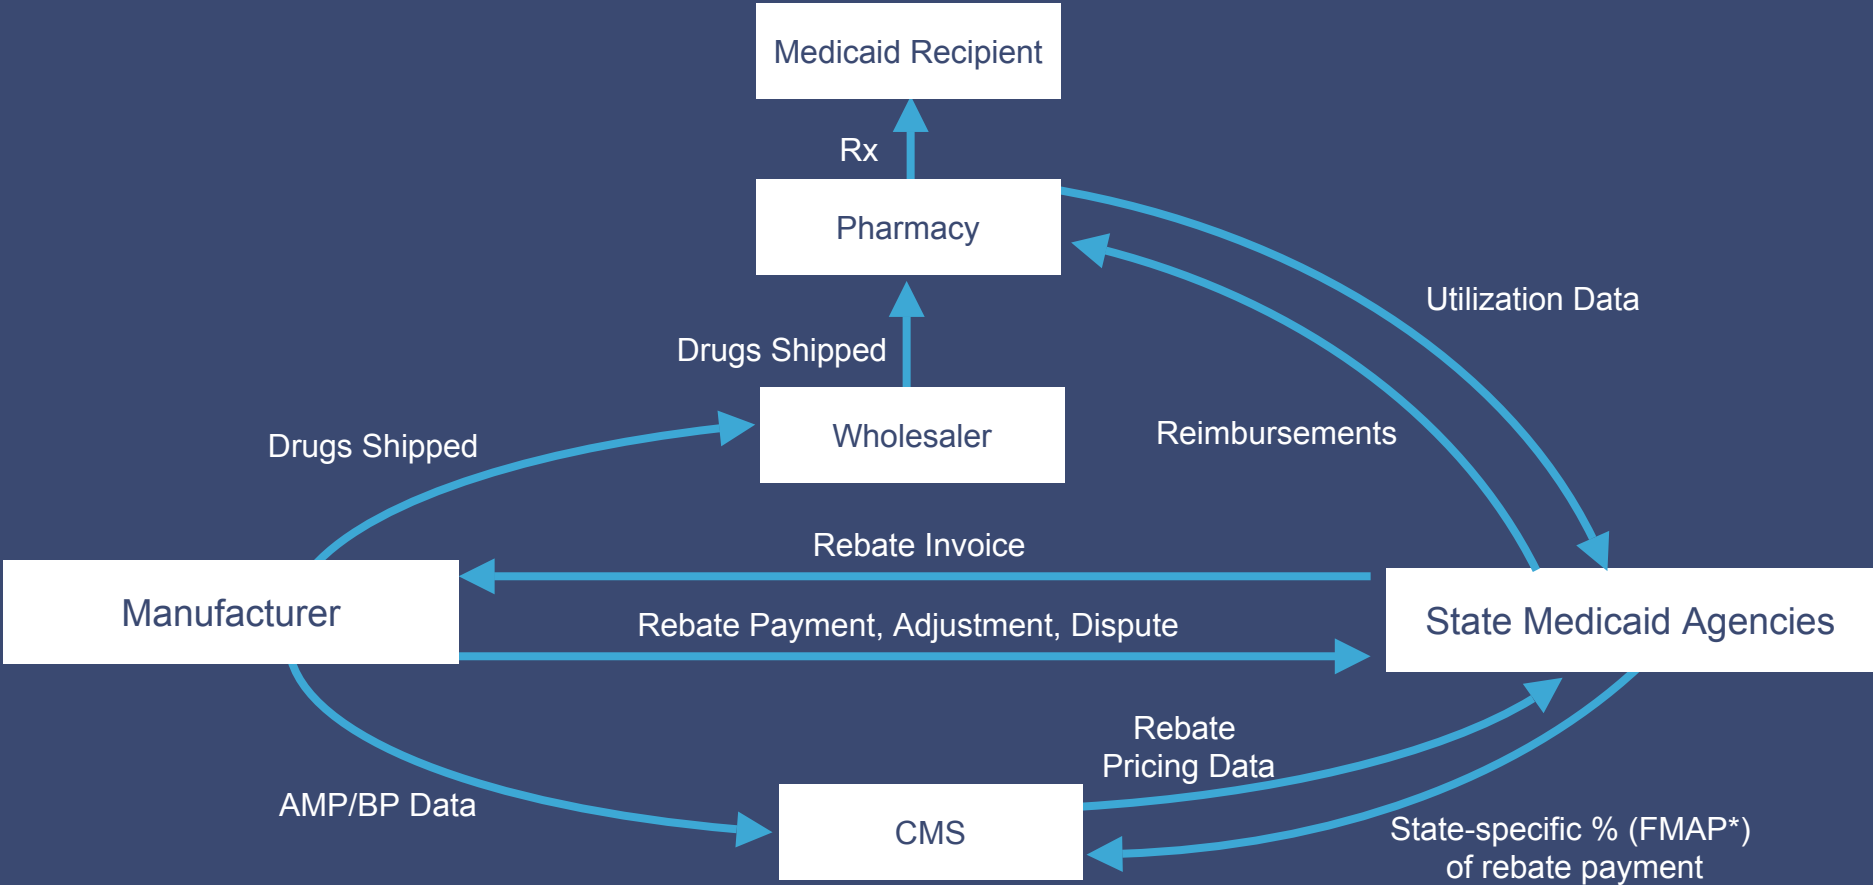 Medicaid Recipient
Rx
Pharmacy
Utilization Data
Drugs Shipped
Reimbursements
Wholesaler
Drugs Shipped
Rebate Invoice
Manufacturer
Rebate Payment, Adjustment, Dispute
State Medicaid Agencies
Rebate
Pricing Data
AMP/BP Data
CMS
State-specific % (FMAP*)
of rebate payment